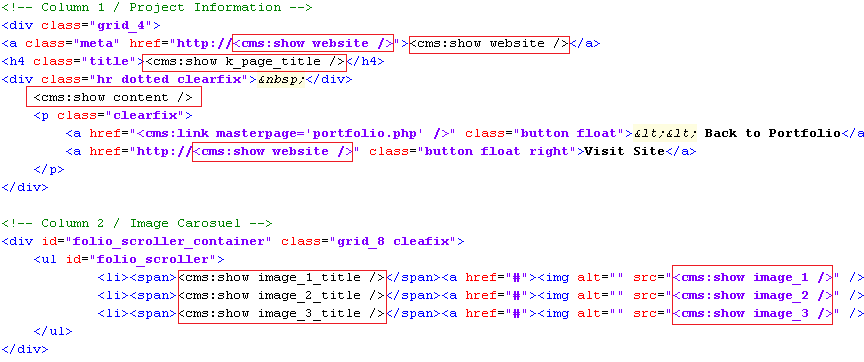 <!-- Column 1 / Project Information -->
<div class="grid_4">
<a class="meta" href="http://<cms:show website />"><cms:show website /></a>
<h4 class="title"><cms:show k_page_title /></h4>
<div class="hr dotted clearfix">&nbsp;</div>
<cms:show content />
<p class="clearfix">
<a href="<cms:link masterpage='portfolio.php' />" class="button float">&lt;&lt; Back to Portfolio</a
<a href="http://<cms:show website />" class="button float right">Visit Site</a>
</p>
</div>
<!-- Column 2 / Image Carosuel -->
<div id="folio_scroller_container" class="grid_8 cleafix">
<ul id="folio_scroller">
<li><span><cms:show image_1_title /></span><a href="#"><img alt="" src="<cms:show image_1 />" />
<li><span><cms:show image_2_title /></span><a href="#"><img alt="" src="<cms:show image_2 />" />
<li><span><cms:show image_3_title /></span><a href="#"><img alt="" src="<cms:show image_3 />" />
</ul>
</div>